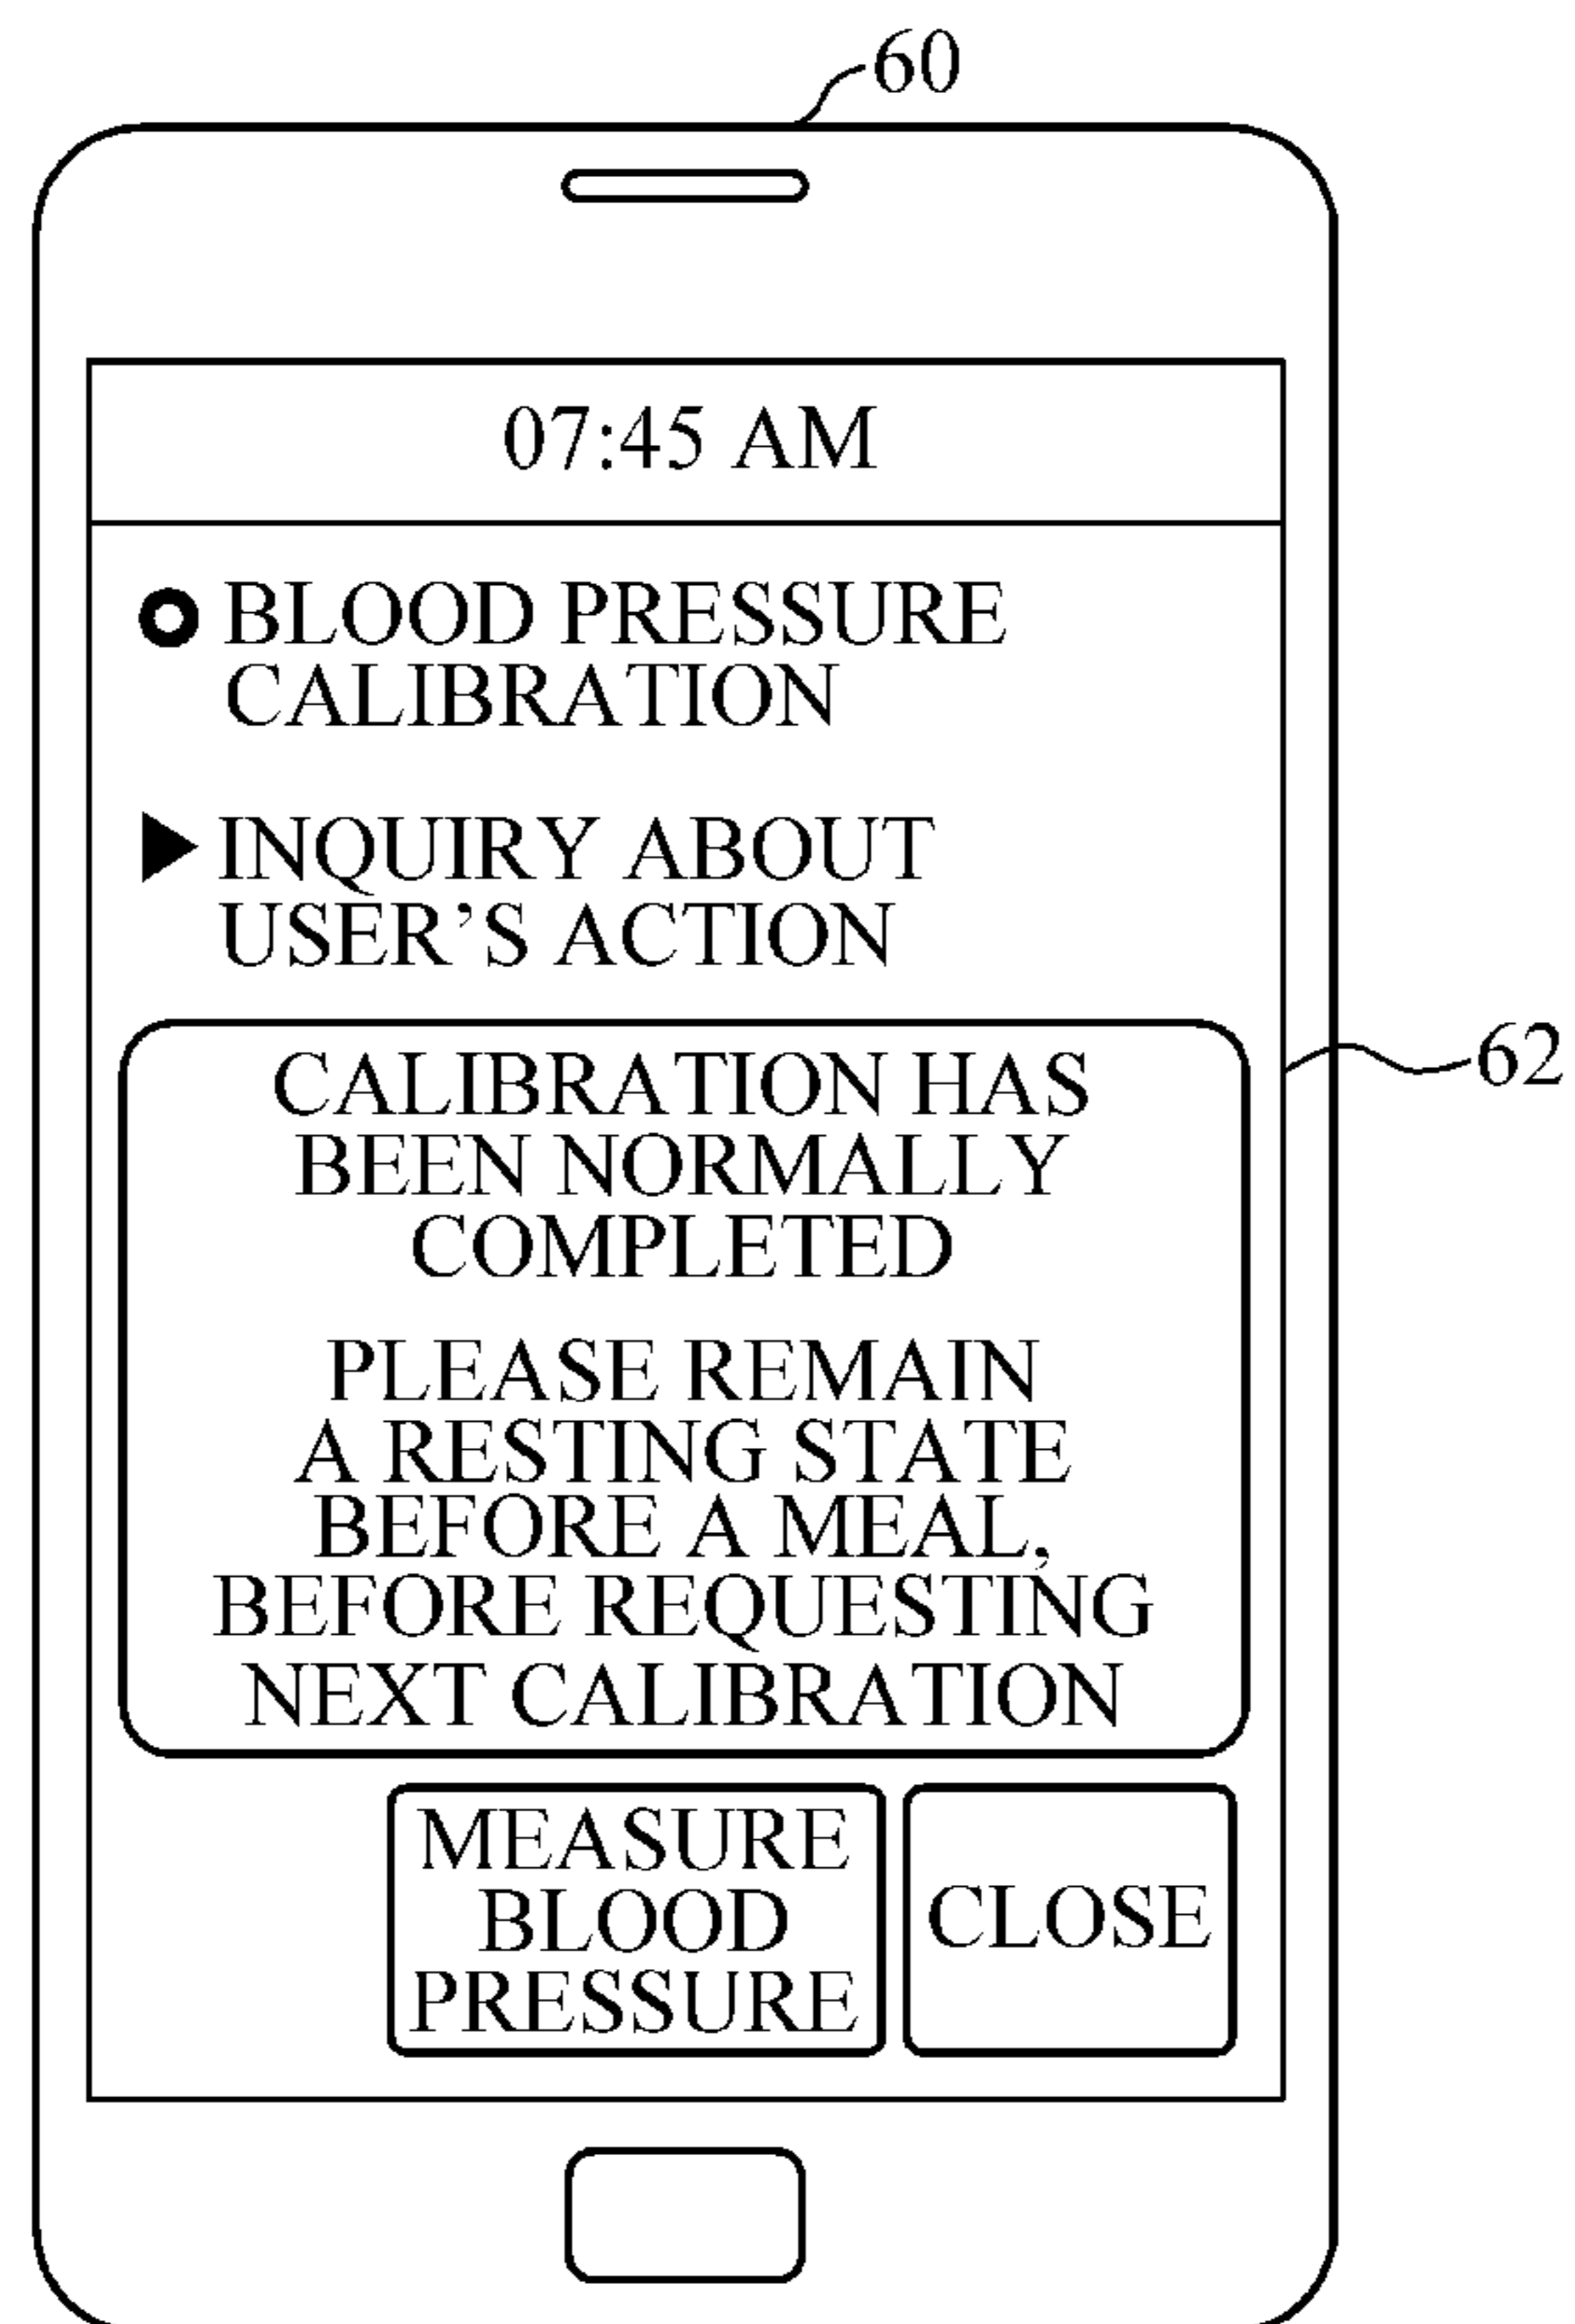 60
07:45 AM
BLOOD PRESSURE
CALIBRATION
INQUIRY ABOUT
USER’S ACTION
CALIBRATION HAS
BEEN NORMALLY
COMPLETED
62
PLEASE REMAIN
A RESTING STATE
BEFORE A MEAL,
BEFORE REQUESTING
NEXT CALIBRATION
MEASURE
BLOOD
PRESSURE
CLOSE